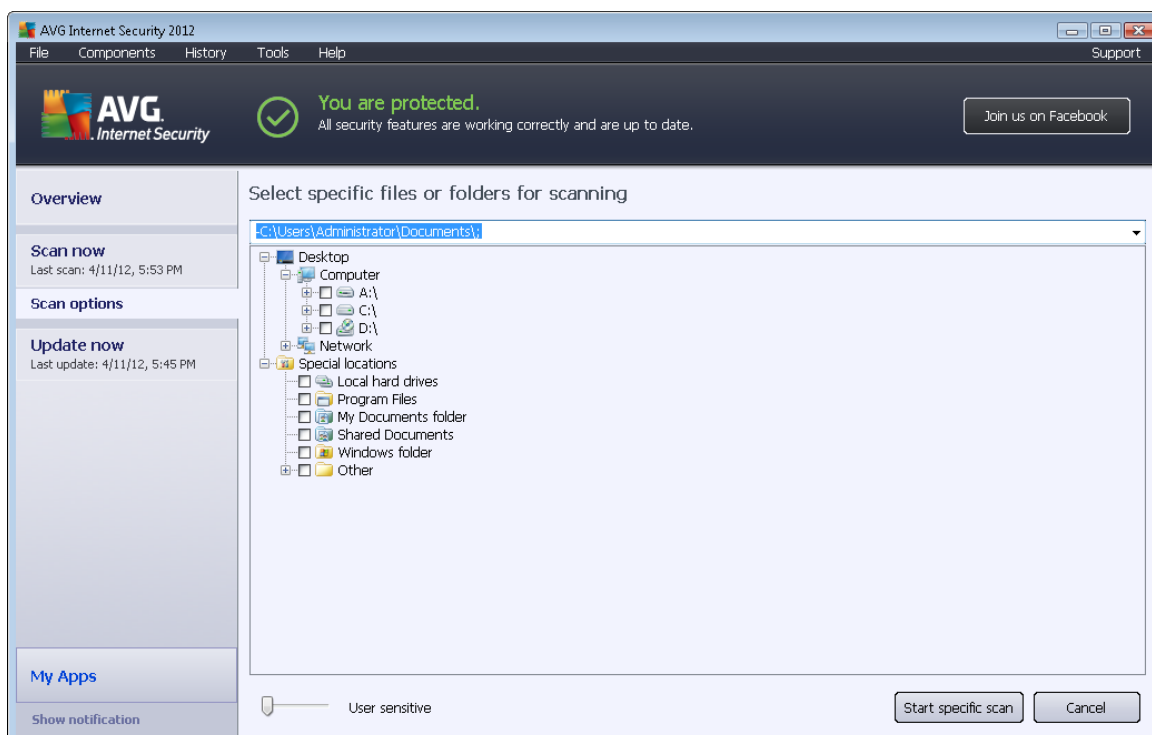 AVG Internet Security 2012
File Components History Tools Help Support
AVG.
Internet Security
You are protected.
All security features are working correctly and are up to date.
Join us on Facebook
Overview
Scan now
Last scan: 4/11/12, 5:53 PM
Scan options
Update now
Last update: 4/11/12, 5:45 PM
My Apps
Show notification
Select specific files or folders for scanning
-C:\Users\Administrator\Documents\;
Desktop
Computer
A:\
C:\
D:\
Network
Special locations
Local hard drives
Program Files
My Documents folder
Shared Documents
Windows folder
Other
User sensitive
Start specific scan
Cancel